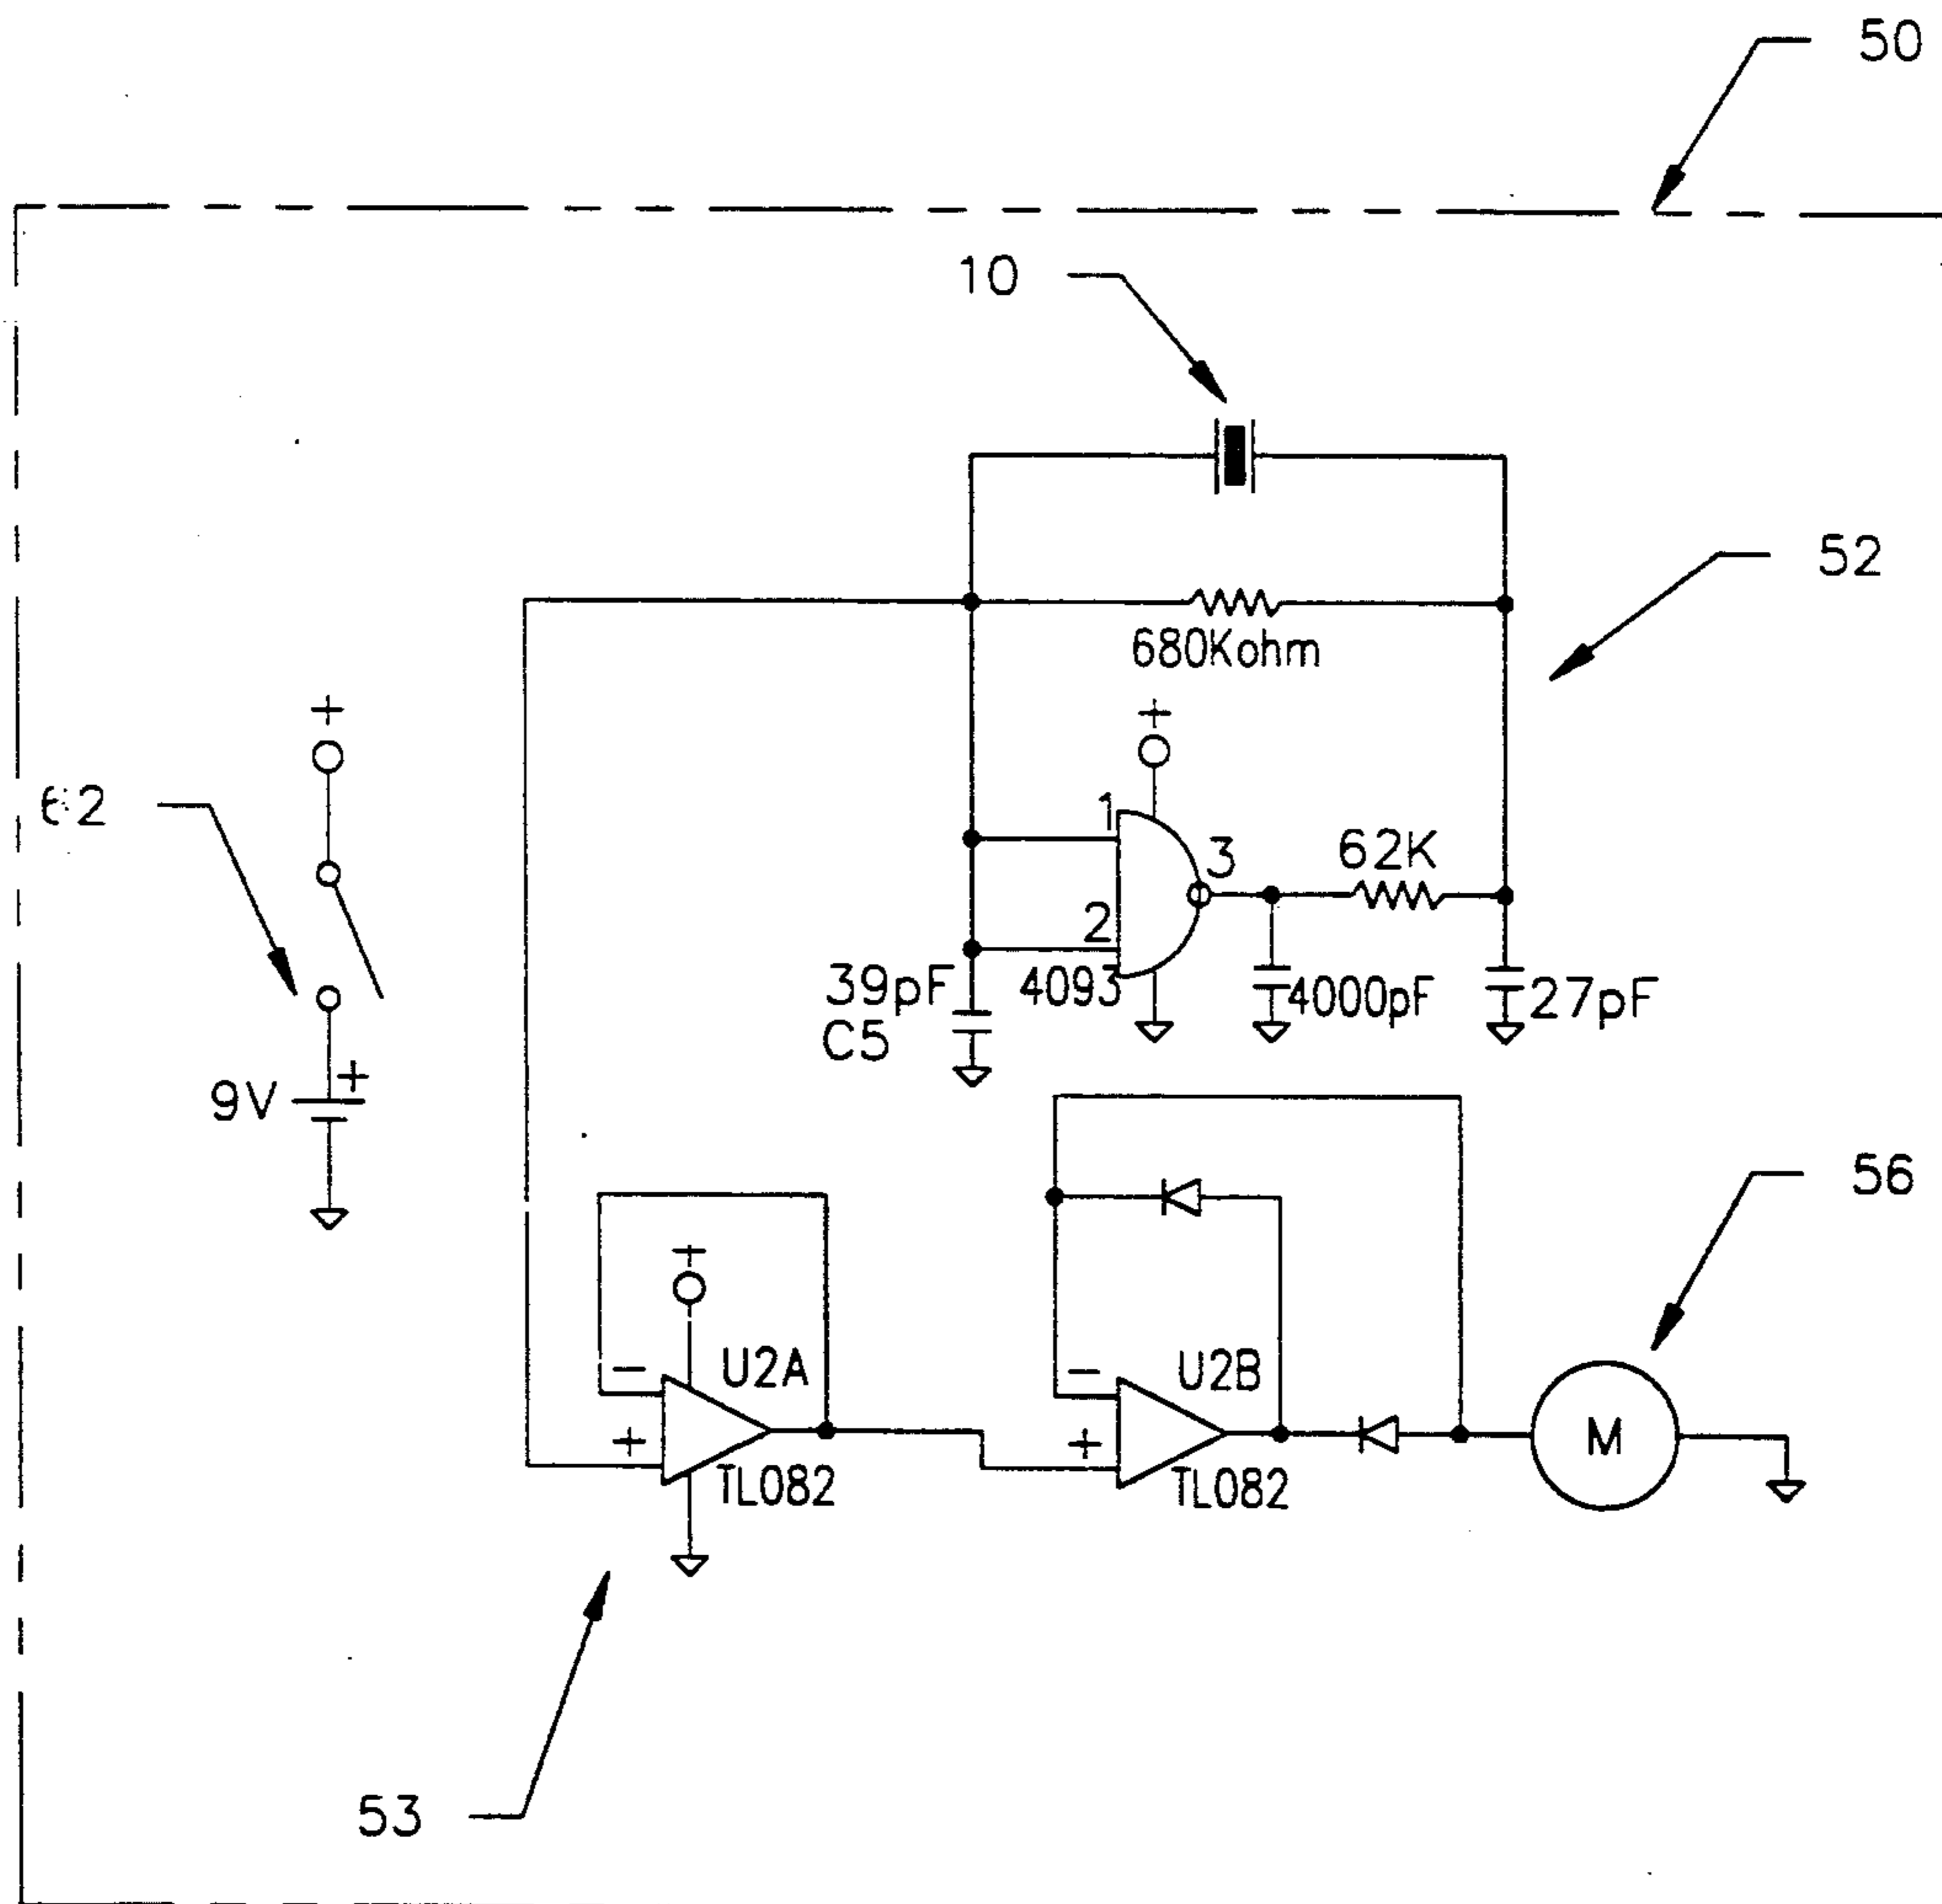 50
10
52
680Kohm
+
+
62
1
3
62K
2
39pF
C5
4093
4000pF
27pF
9V
+
56
+
-
U2A
+
TL082
-
U2B
+
TL082
M
53